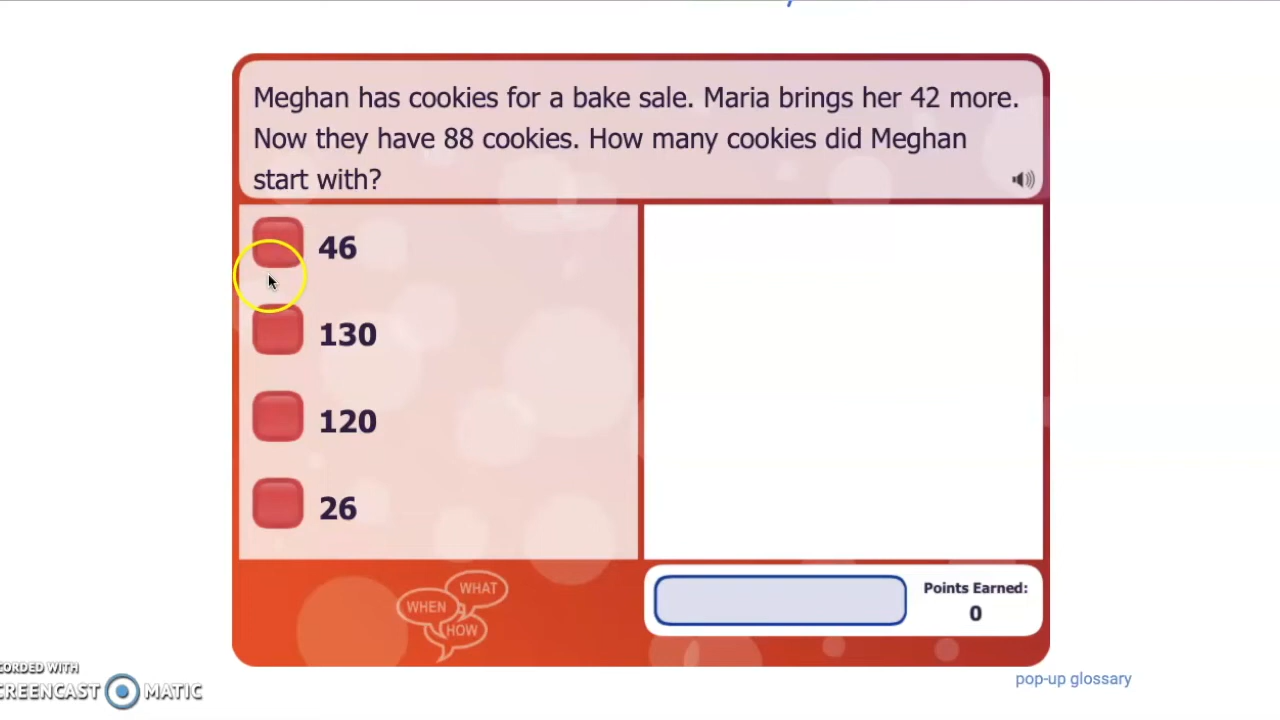 Meghan has cookies for a bake sale. Maria brings her 42 more.
Now they have 88 cookies. How many cookies did Meghan
start with?
46
130
120
26
WHAT
WHEN
HOW
Points Earned:
0
pop-up glossary
CORDED WITH
CREENCAST MATIC